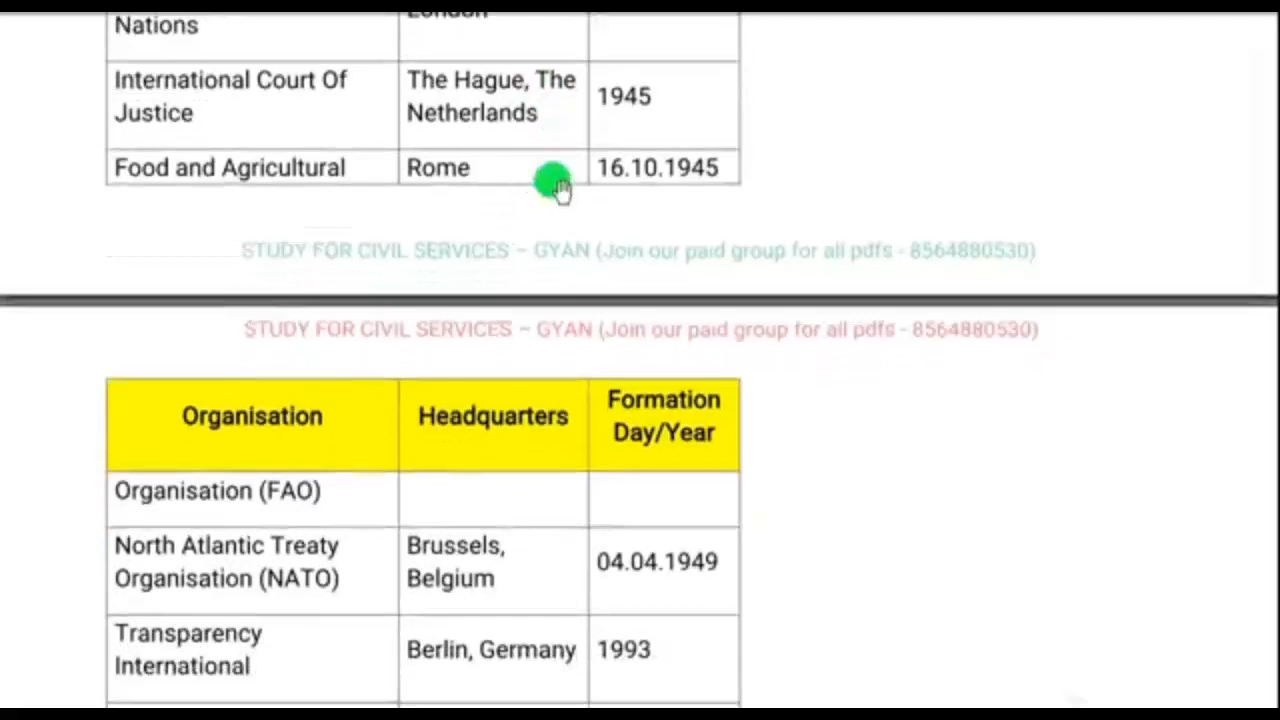 London
Nations
International Court Of
Justice
The Hague, The
Netherlands
1945
Food and Agricultural
Rome
16.10.1945
STUDY FOR CIVIL SERVICES ~ GYAN (Join our paid group for all pdfs - 8564880530)
STUDY FOR CIVIL SERVICES ~ GYAN (Join our paid group for all pdfs - 8564880530)
Organisation
Headquarters
Formation
Day/Year
Organisation (FAO)
North Atlantic Treaty
Organisation (NATO)
Brussels,
Belgium
04.04.1949
Transparency
International
Berlin, Germany
1993